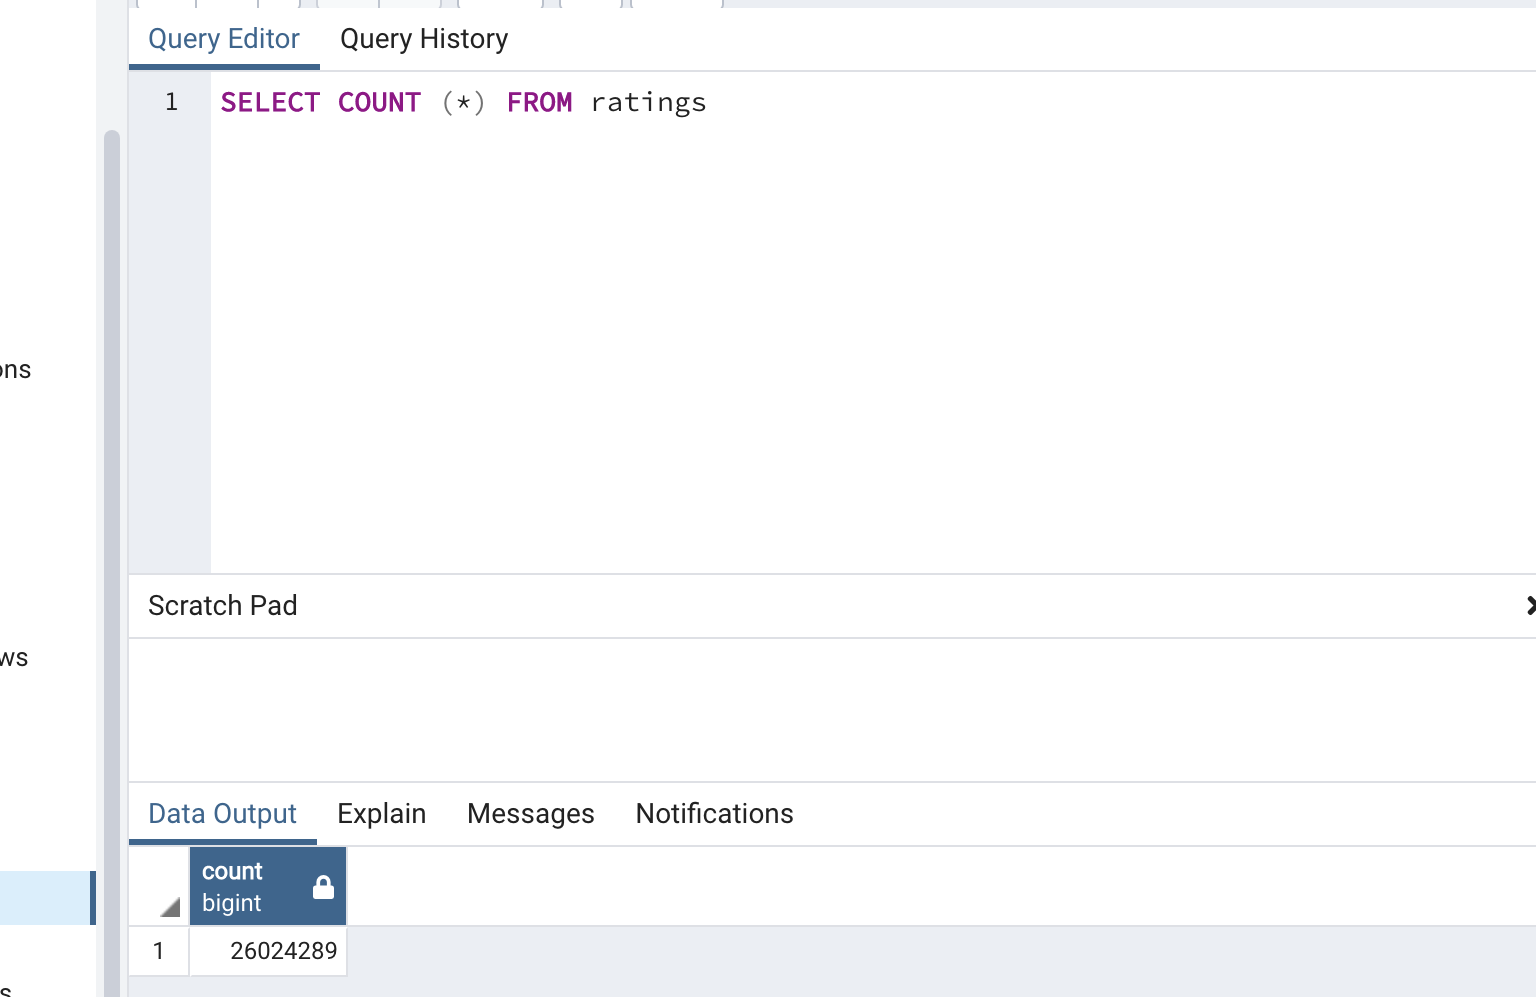 Query Editor Query History
1 SELECT COUNT (*) FROM ratings
ons
Scratch Pad
ws
Data Output Explain Messages Notifications
count
bigint
1 26024289
s